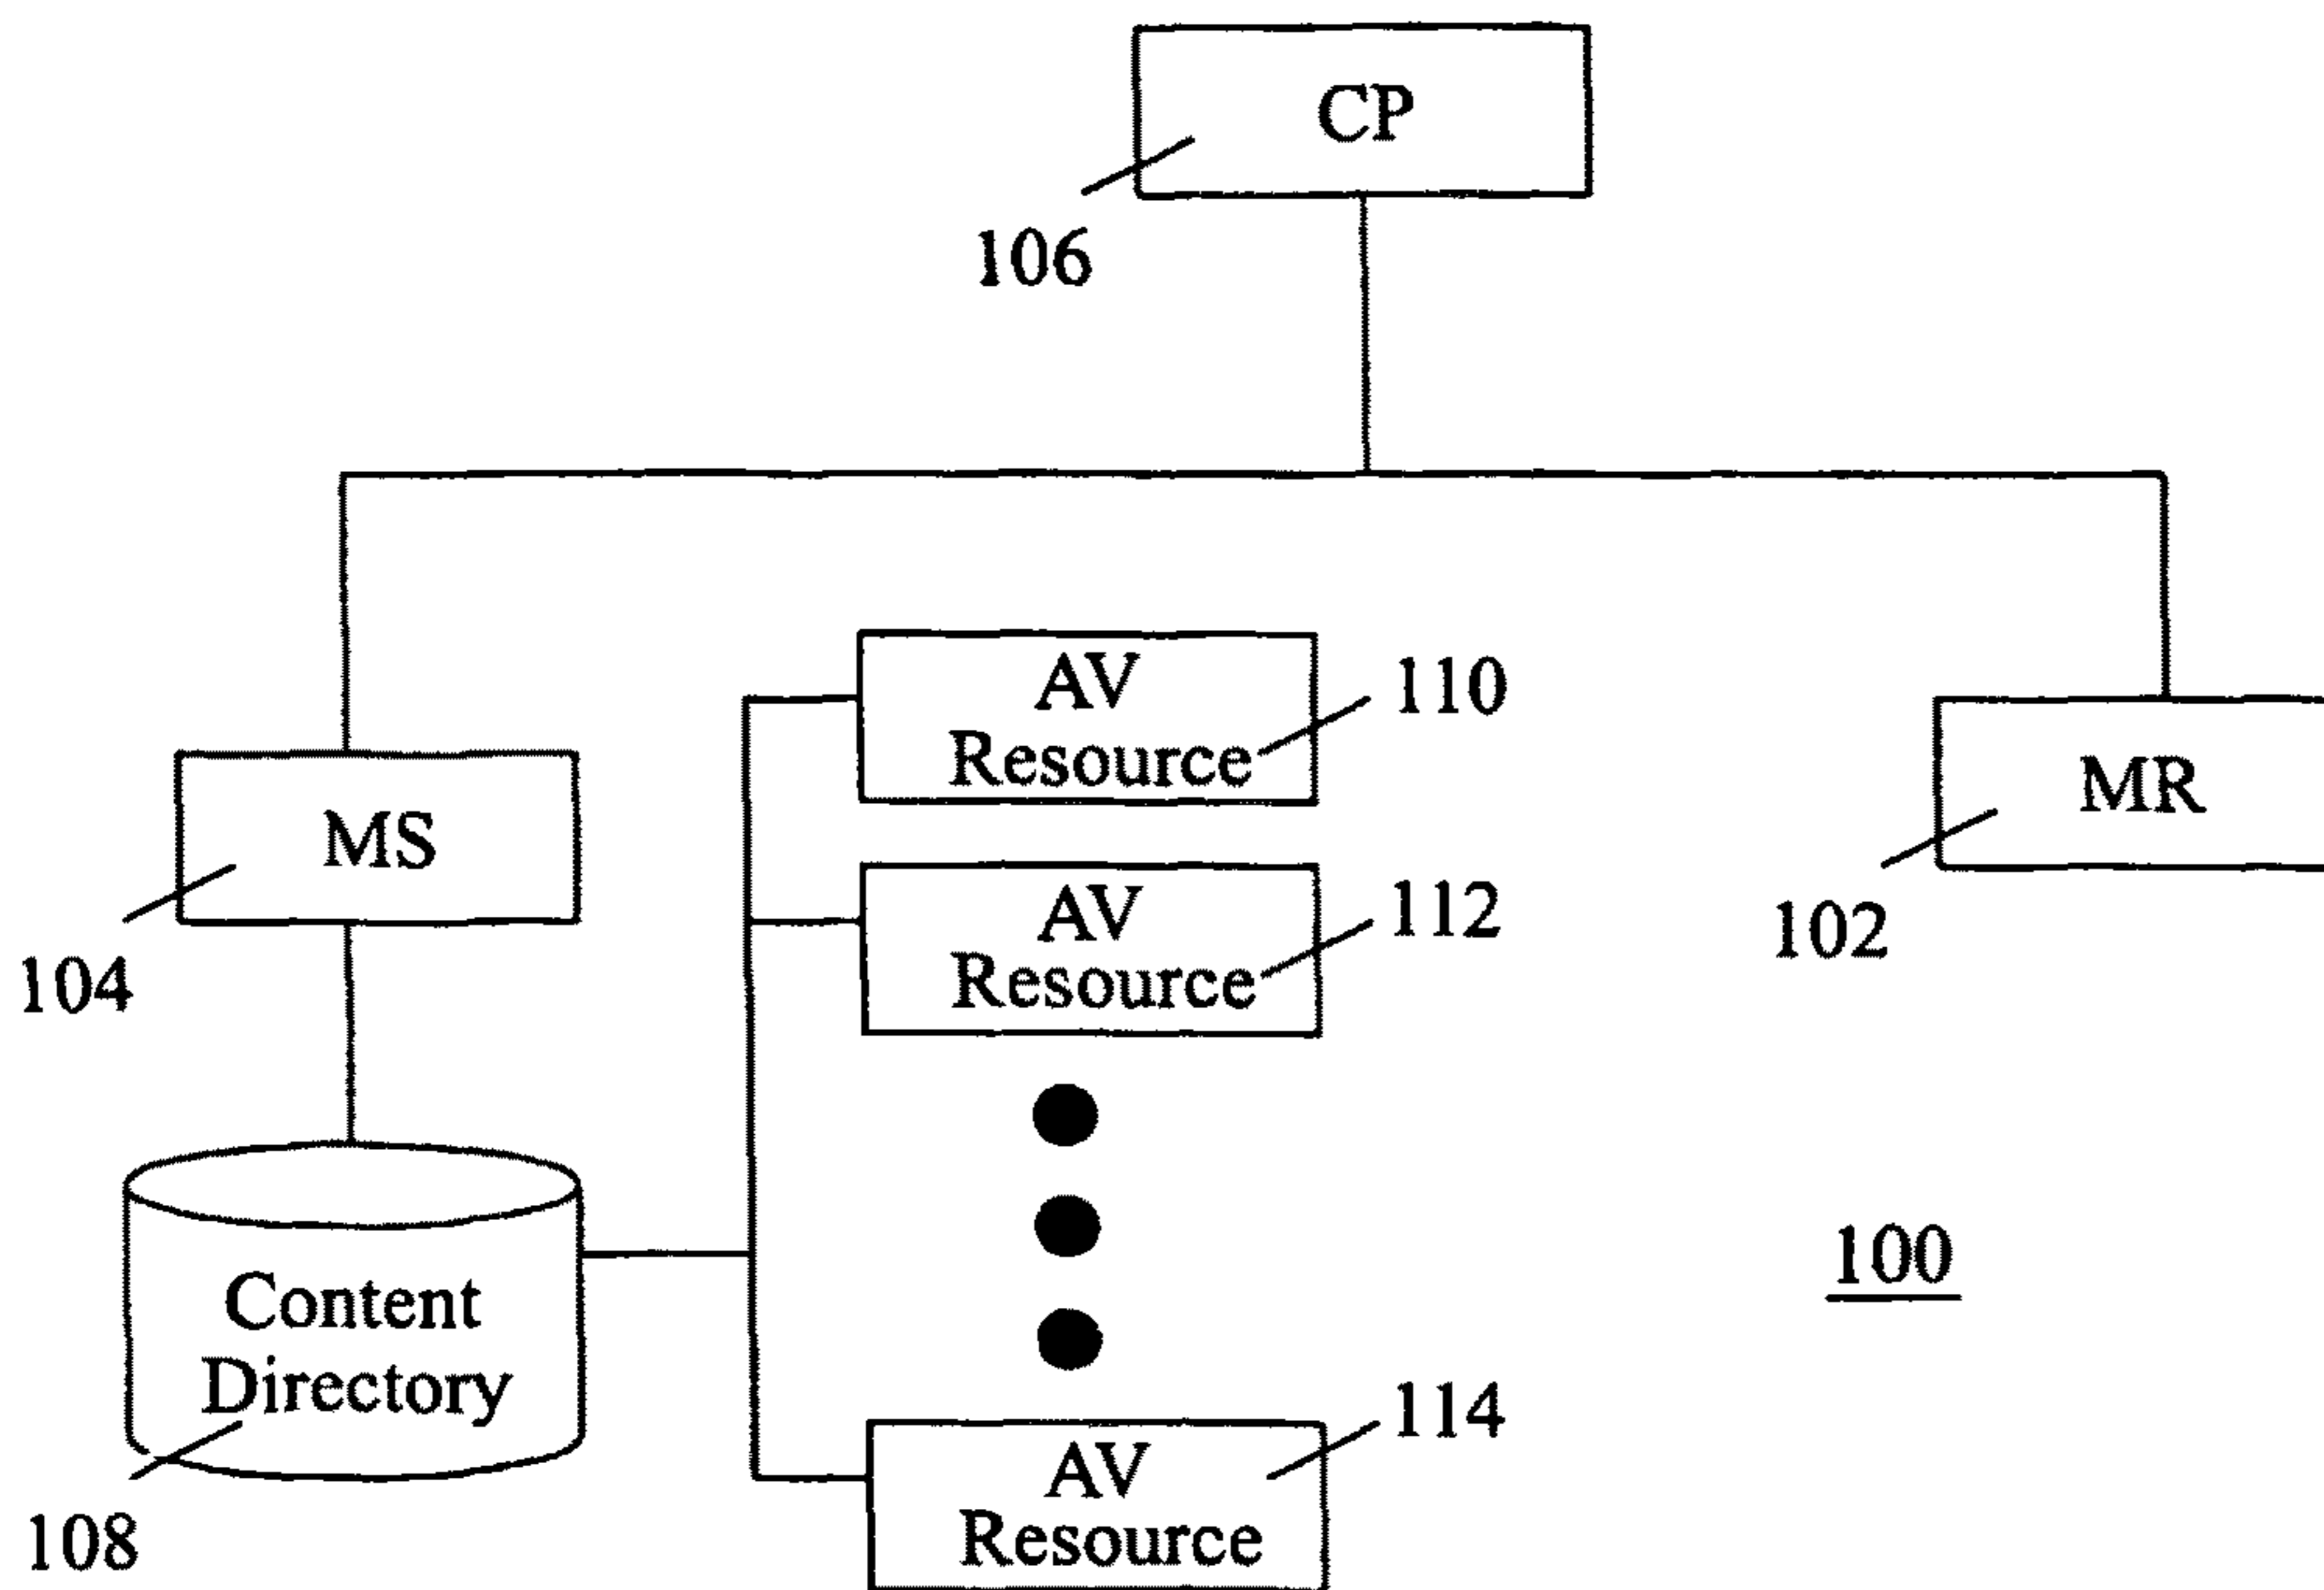 CP
106
AV
Resource
110
MS
104
MR
102
AV
Resource
112
Content
Directory
108
100
AV
Resource
114